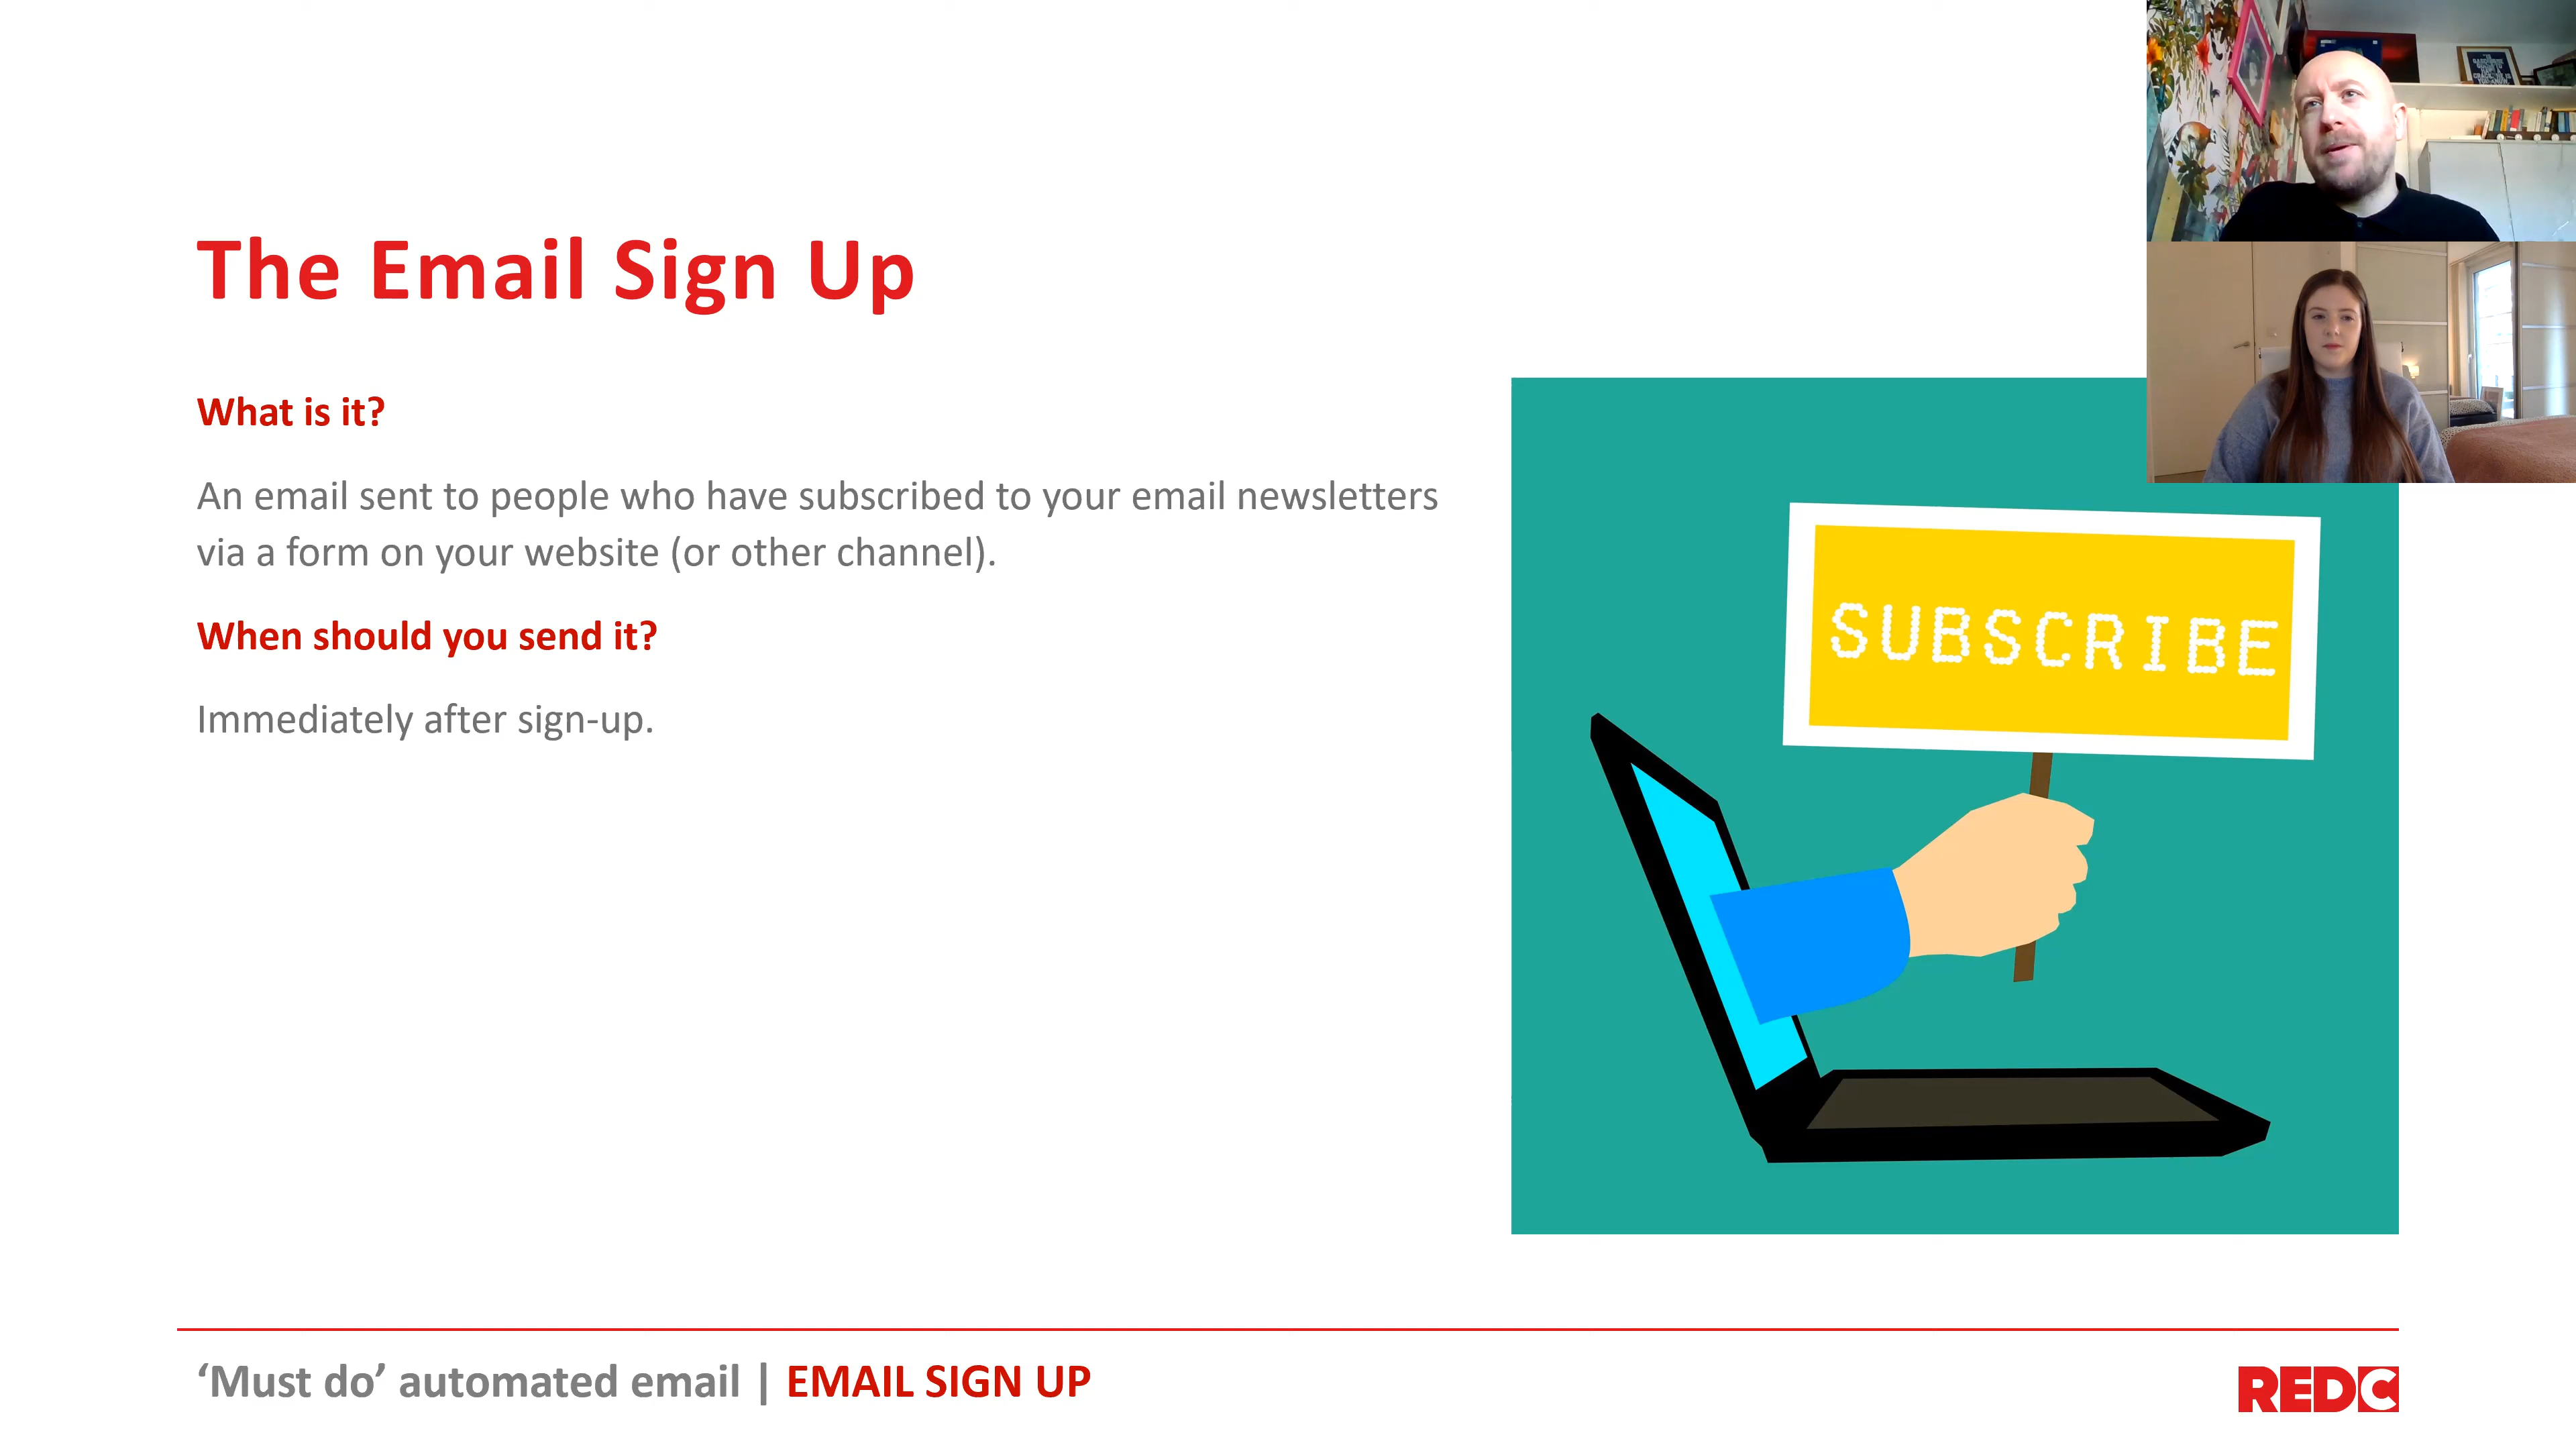 The Email Sign Up
What is it?
An email sent to people who have subscribed to your email newsletters
via a form on your website (or other channel).
When should you send it?
Immediately after sign-up.
SUBSCRIBE
‘Must do’ automated email | EMAIL SIGN UP
REDC